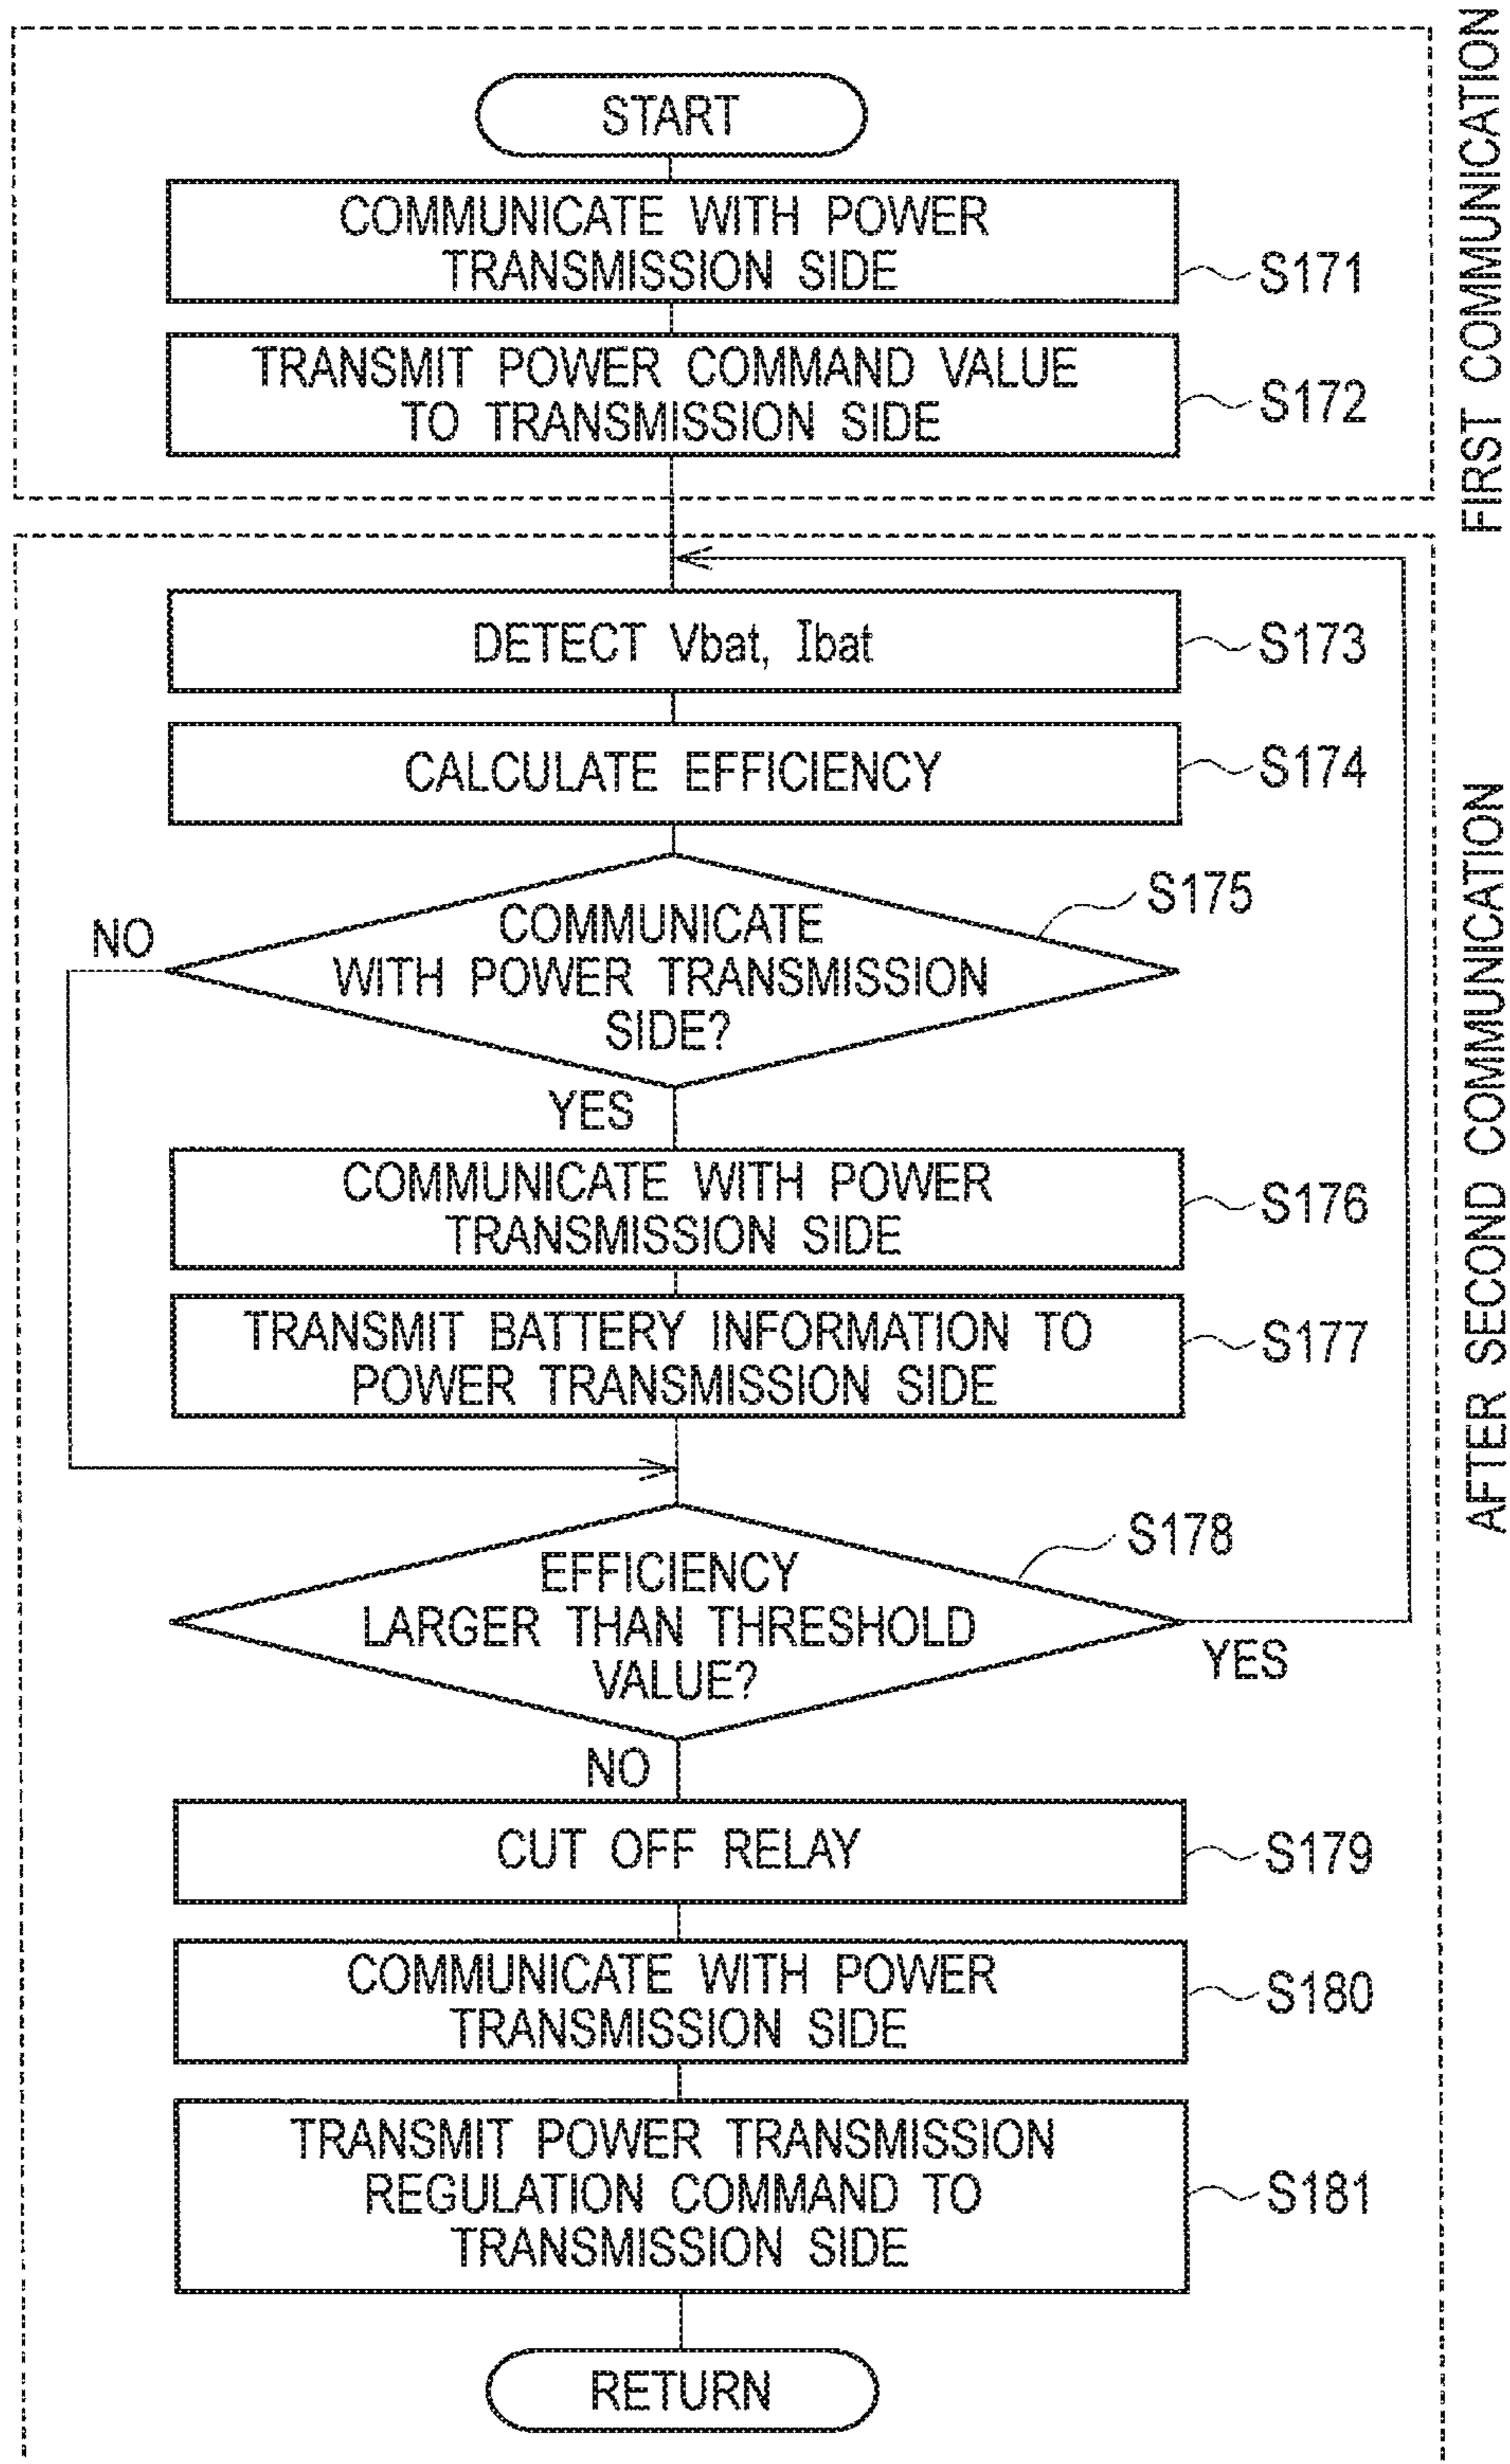 START
COMMUNICATE WITH POWER
TRANSMISSION SIDE
S171
TRANSMIT POWER COMMAND VALUE
TO TRANSMISSION SIDE
S172
FIRST COMMUNICATION
DETECT Vbat, Ibat
S173
CALCULATE EFFICIENCY
S174
COMMUNICATE
WITH POWER TRANSMISSION
SIDE?
S175
NO
YES
COMMUNICATE WITH POWER
TRANSMISSION SIDE
S176
TRANSMIT BATTERY INFORMATION TO
POWER TRANSMISSION SIDE
S177
EFFICIENCY
LARGER THAN THRESHOLD
VALUE?
S178
YES
NO
CUT OFF RELAY
S179
COMMUNICATE WITH POWER
TRANSMISSION SIDE
S180
TRANSMIT POWER TRANSMISSION
REGULATION COMMAND TO
TRANSMISSION SIDE
S181
RETURN
AFTER SECOND COMMUNICATION